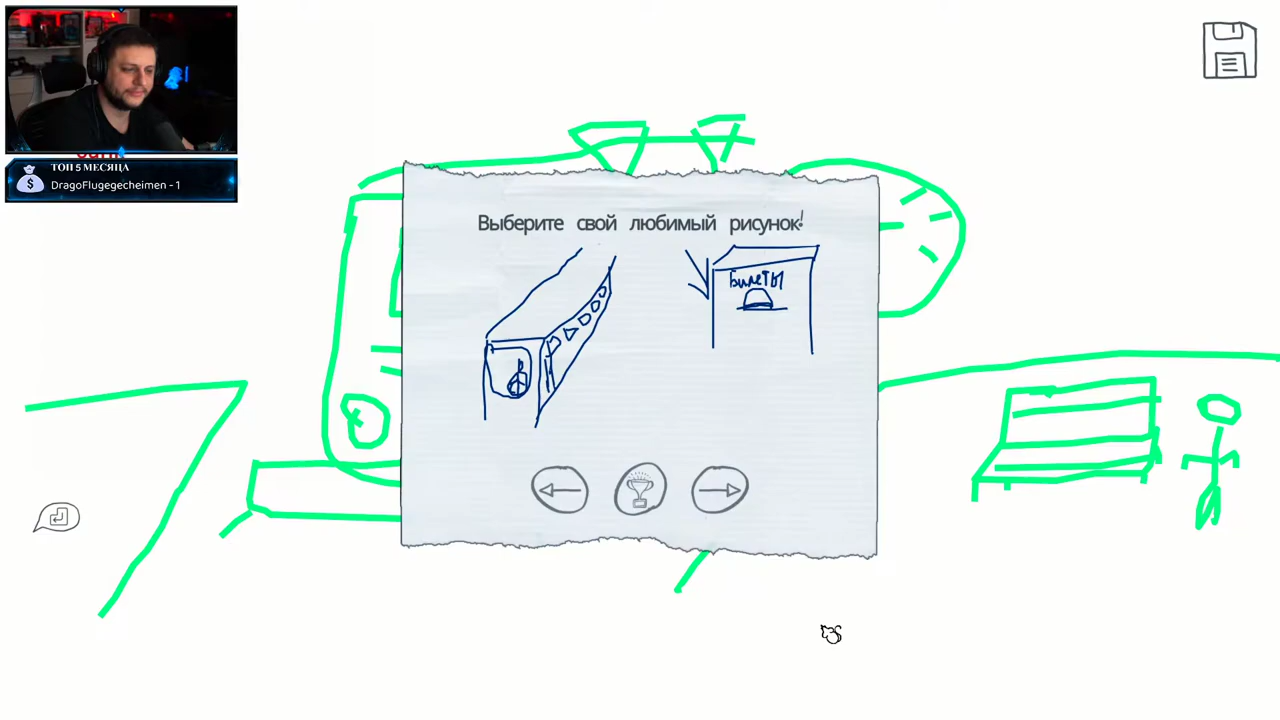 ТОП 5 МЕСЯЦА
DragoFlugegecheimen - 1
Выберите свой любимый рисунок!
Билеты